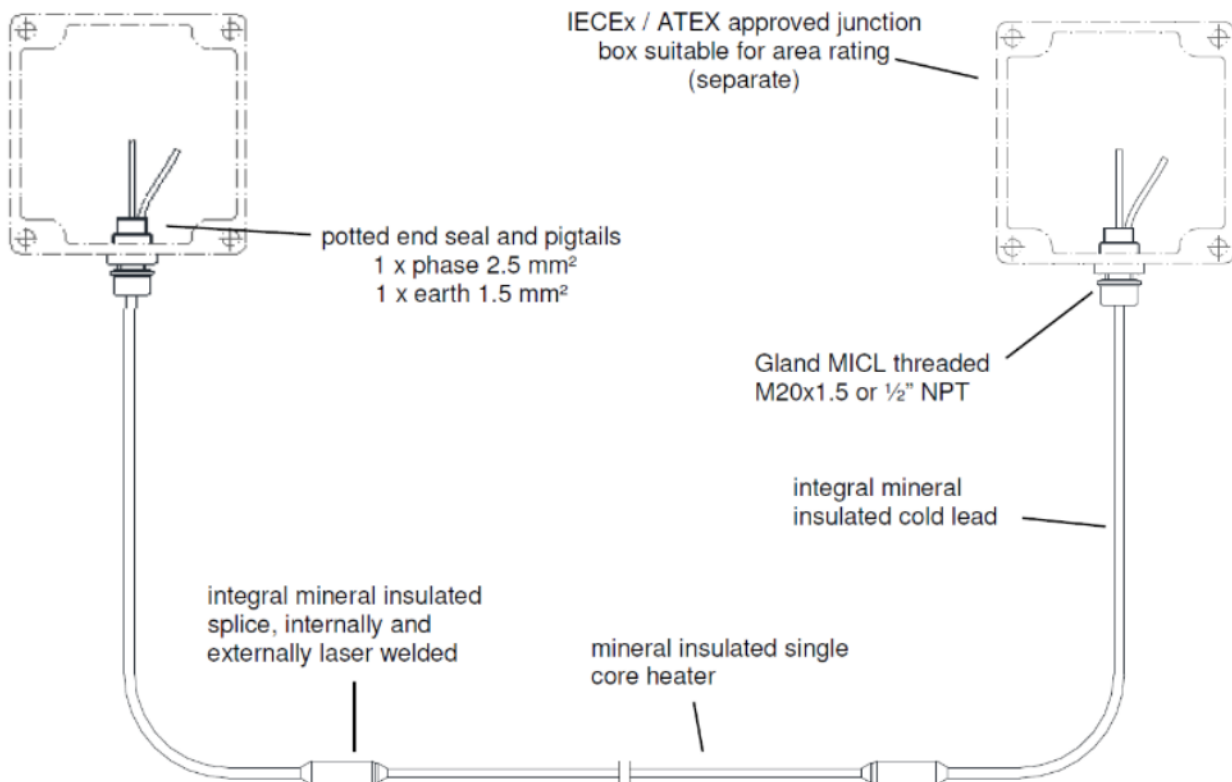 IECEx / ATEX approved junction
box suitable for area rating
(separate)
potted end seal and pigtails
1 x phase 2.5 mm²
1 x earth 1.5 mm²
Gland MICL threaded
M20x1.5 or ½” NPT
integral mineral
insulated cold lead
integral mineral insulated
splice, internally and
externally laser welded
mineral insulated single
core heater